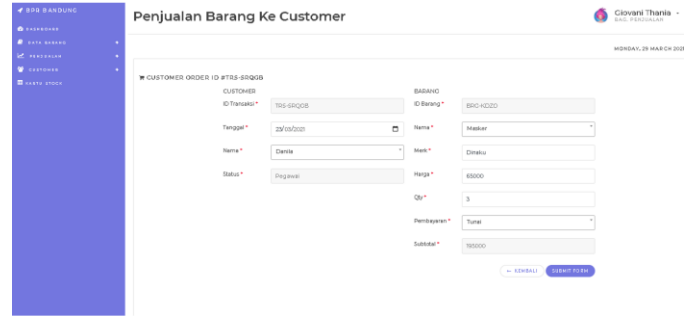 BPR BANDUNG
Penjualan Barang Ke Customer
Giovani Thania
BAG. PENJUALAN
DASHBOARD
DATA BARANG
PENJUALAN
CUSTOMER
KARTU STOCK
MONDAY, 29 MARCH 2021
CUSTOMER ORDER ID #TRS-SRQGB
CUSTOMER
BARANG
ID Transaksi *
TRS-SRQGB
ID Barang *
BRG-KDZO
Tanggal *
23/03/2021
Nama *
Masker
Nama *
Danila
Merk *
Diraku
Status *
Pegawai
Harga *
65000
Qty *
3
Pembayaran *
Tunai
Subtotal *
195000
← KEMBALI
SUBMIT FORM